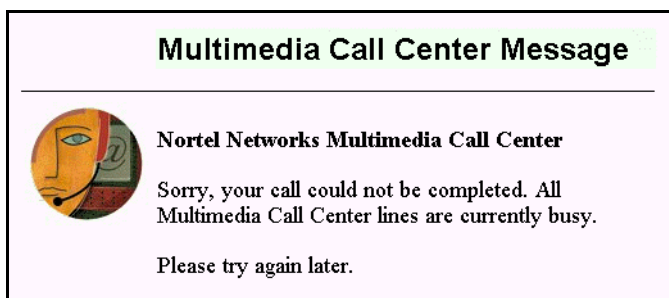 Multimedia Call Center Message
Nortel Networks Multimedia Call Center
Sorry, your call could not be completed. All
Multimedia Call Center lines are currently busy.
Please try again later.
@